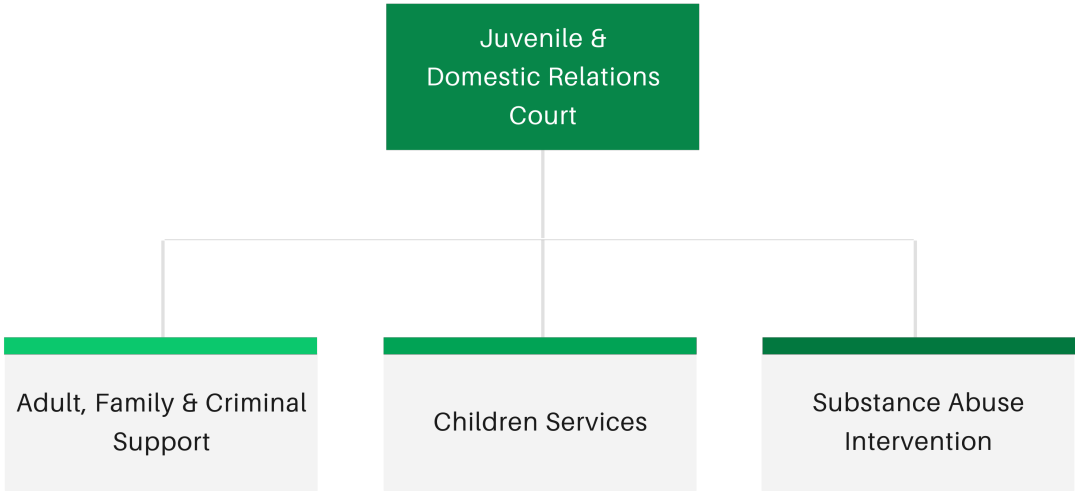 Juvenile &
Domestic Relations
Court
Adult, Family & Criminal
Support
Children Services
Substance Abuse
Intervention